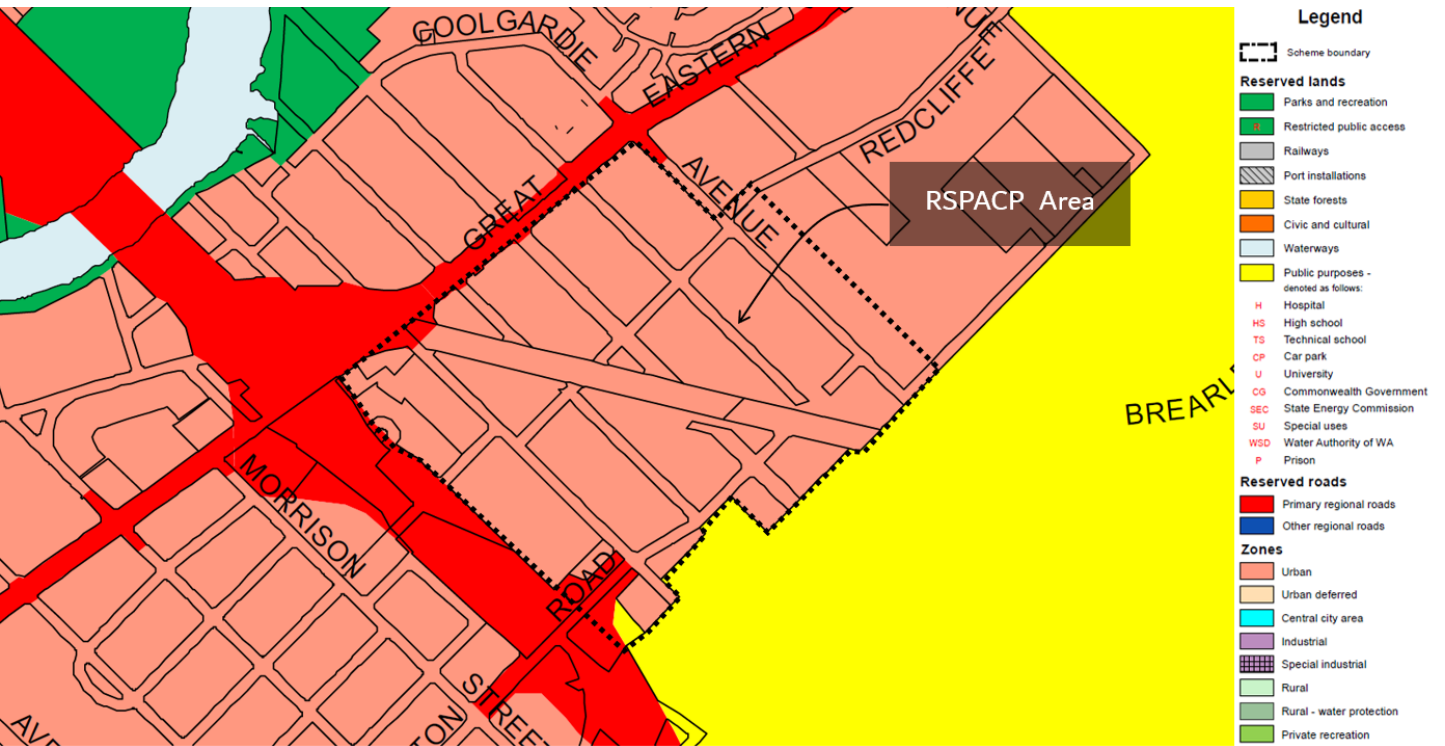 COOLGARDIE
EASTERN
REDCLIFFE
AVENUE
GREAT
RSPACP Area
BREARL
MORRISON
ROAD
STREET
Legend
Scheme boundary
Reserved lands
Parks and recreation
R
Restricted public access
Railways
Port installations
State forests
Civic and cultural
Waterways
Public purposes -
denoted as follows:
H Hospital
HS High school
TS Technical school
CP Car park
U University
CG Commonwealth Government
SEC State Energy Commission
SU Special uses
WSD Water Authority of WA
P Prison
Reserved roads
Primary regional roads
Other regional roads
Zones
Urban
Urban deferred
Central city area
Industrial
Special industrial
Rural
Rural - water protection
Private recreation